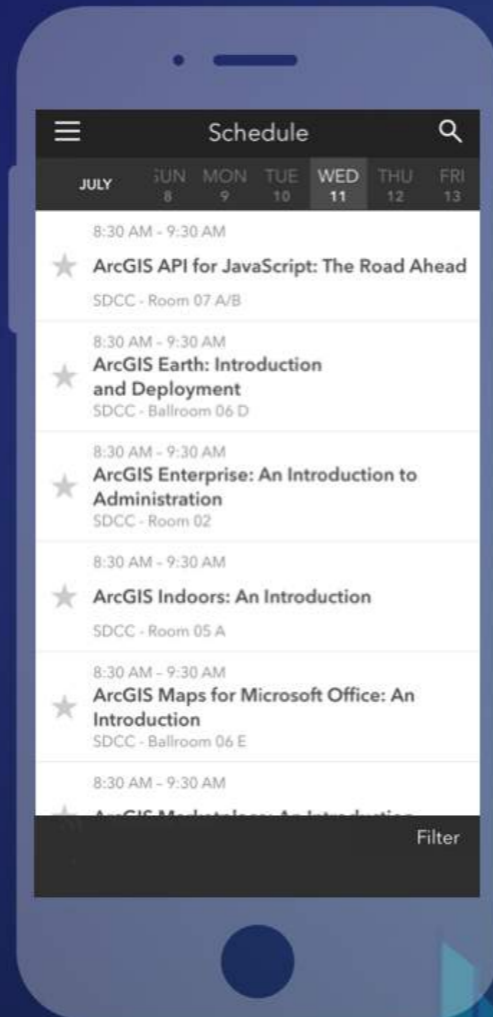 Schedule
JULY
SUN MON TUE WED THU FRI
8 9 10 11 12 13
8:30 AM - 9:30 AM
ArcGIS API for JavaScript: The Road Ahead
SDCC - Room 07 A/B
8:30 AM - 9:30 AM
ArcGIS Earth: Introduction
and Deployment
SDCC - Ballroom 06 D
8:30 AM - 9:30 AM
ArcGIS Enterprise: An Introduction to
Administration
SDCC - Room 02
8:30 AM - 9:30 AM
ArcGIS Indoors: An Introduction
SDCC - Room 05 A
8:30 AM - 9:30 AM
ArcGIS Maps for Microsoft Office: An
Introduction
SDCC - Ballroom 06 E
8:30 AM - 9:30 AM
ArcGIS Marketplace: An Introduction
Filter